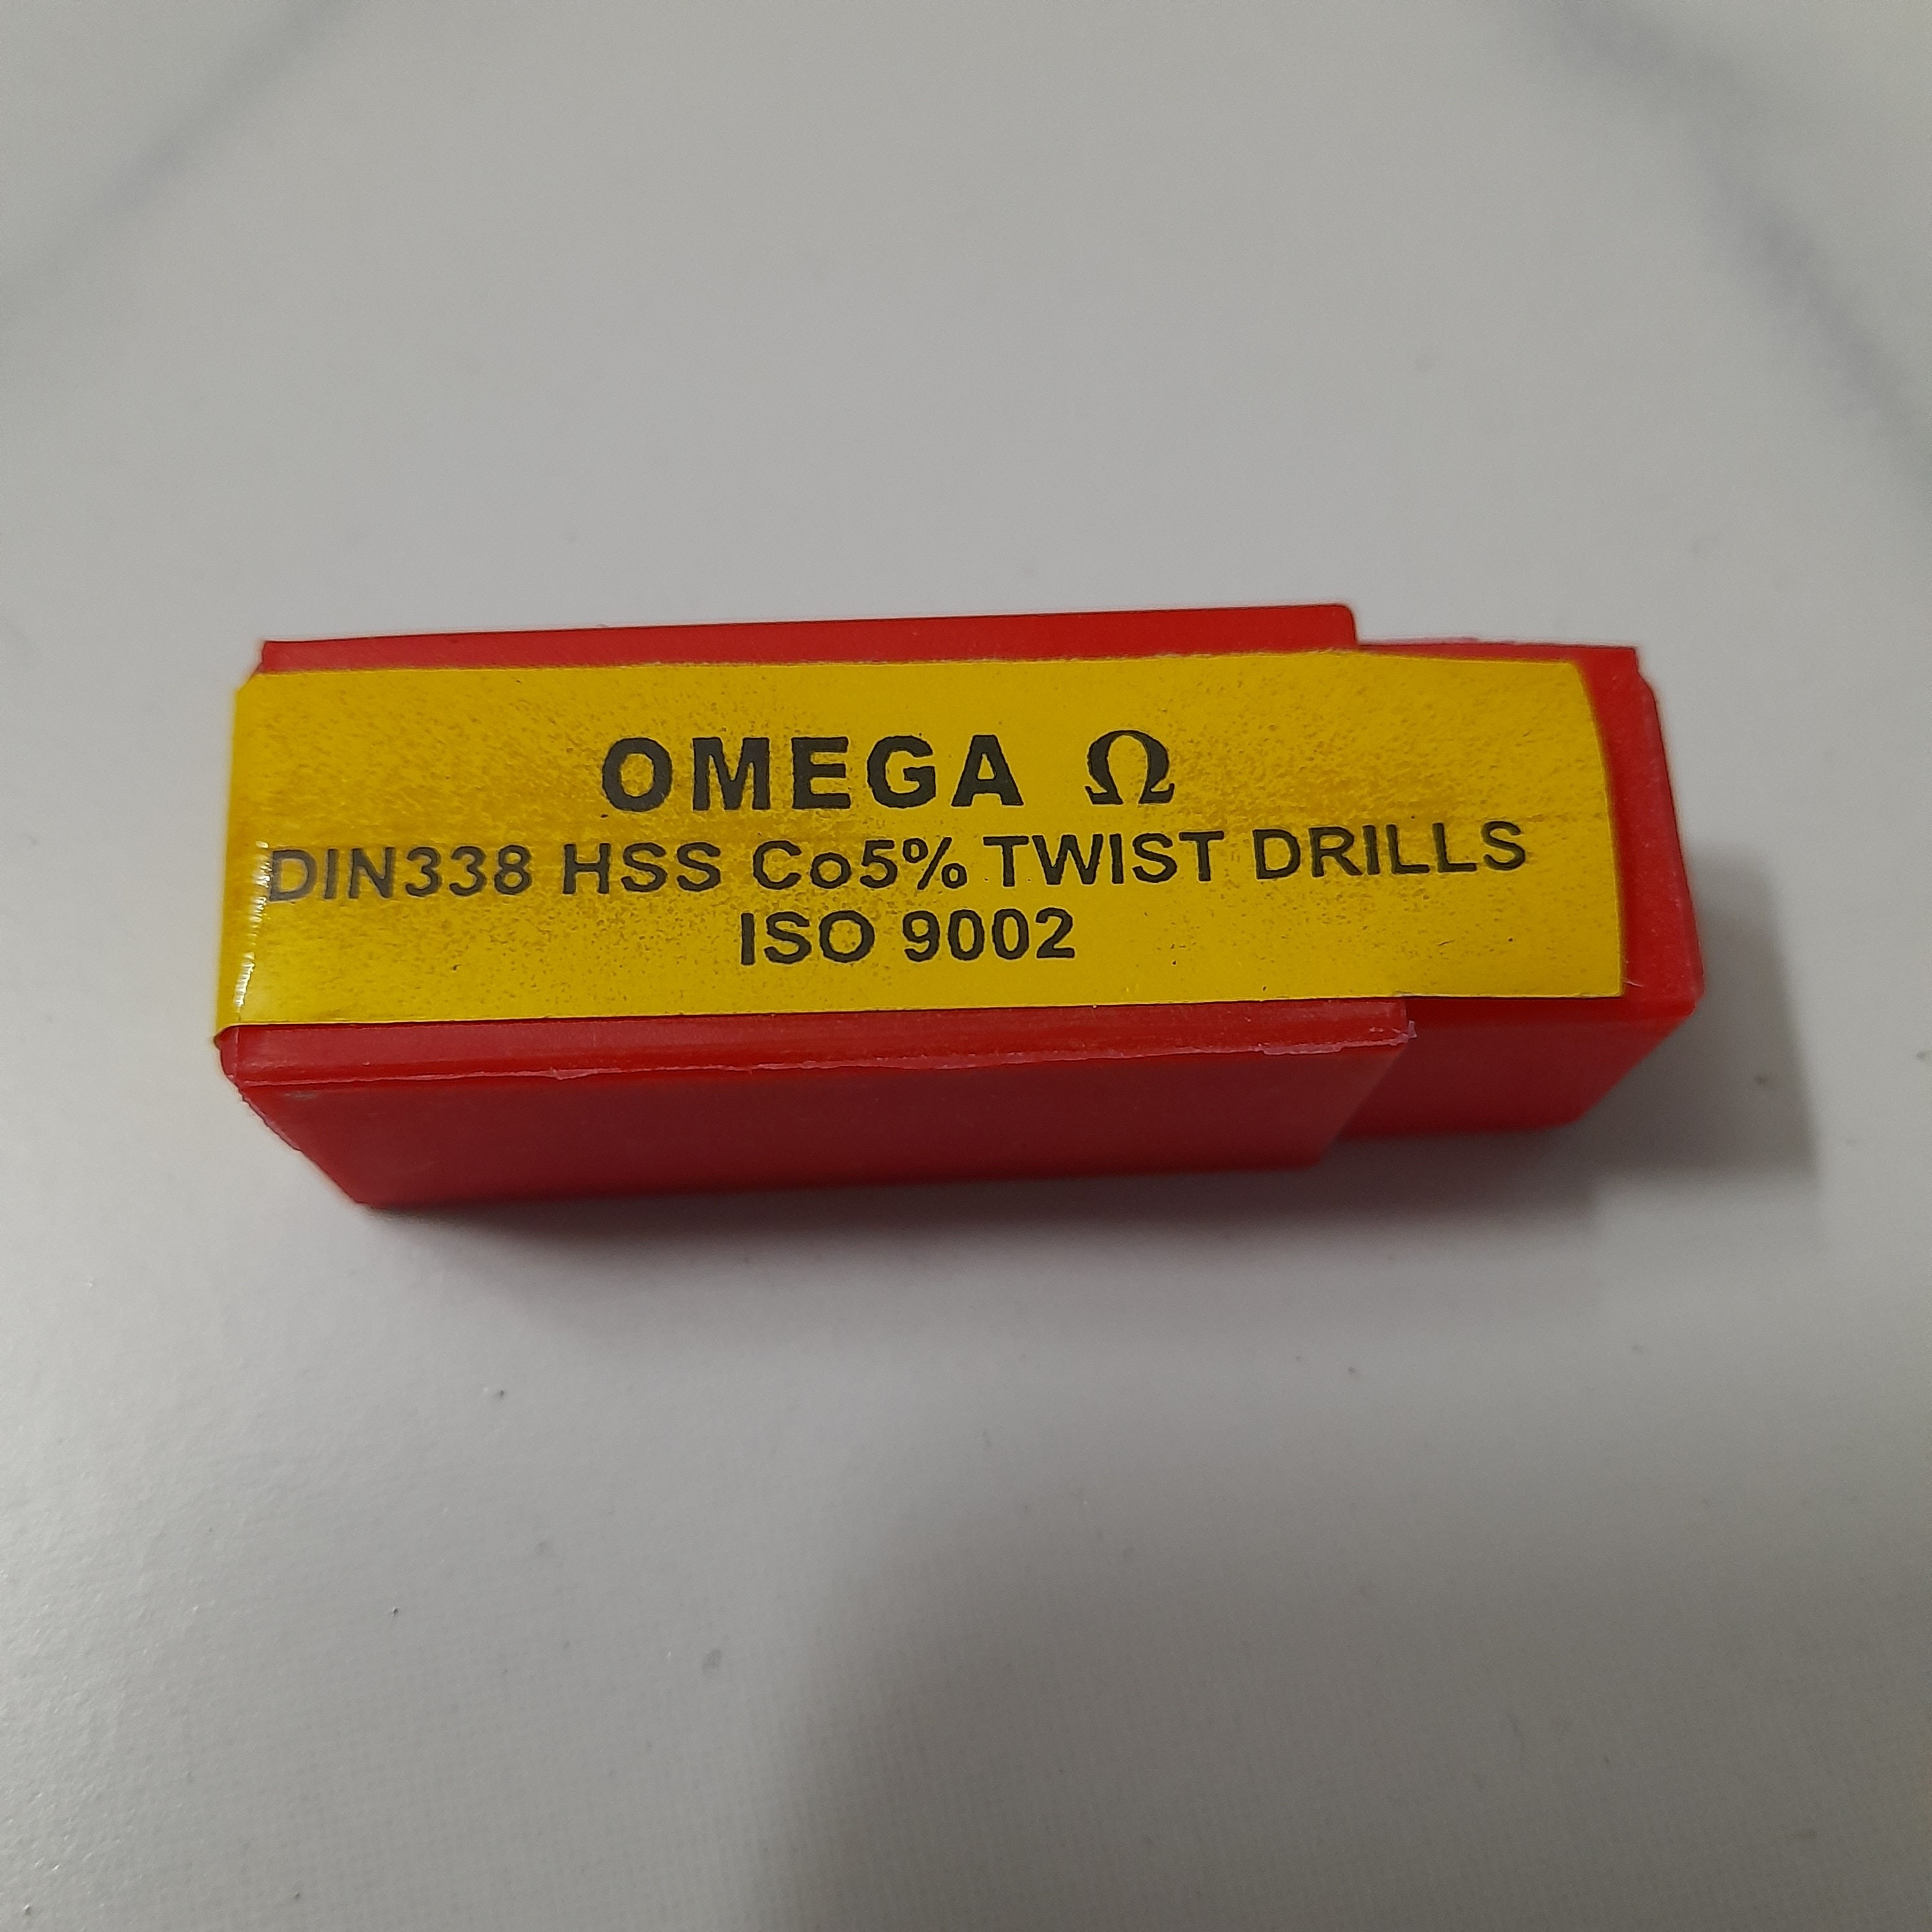 OMEGA Ω
DIN338 HSS Co5% TWIST DRILLS
ISO 9002